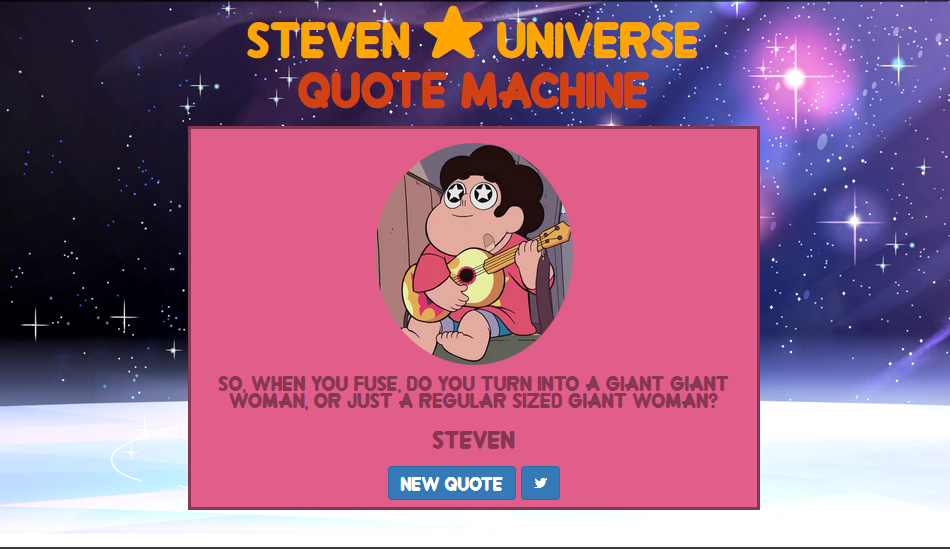 STEVEN UNIVERSE
QUOTE MACHINE
SO, WHEN YOU FUSE, DO YOU TURN INTO A GIANT GIANT
WOMAN, OR JUST A REGULAR SIZED GIANT WOMAN?
STEVEN
NEW QUOTE